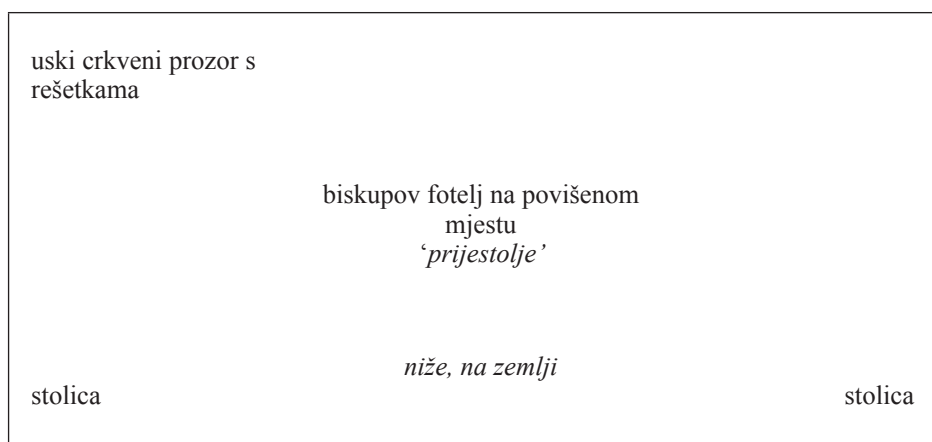 uski crkveni prozor s
rešetkama
biskupov fotelj na povišenom
mjestu
‘prijestolje’
niže, na zemlji
stolica
stolica